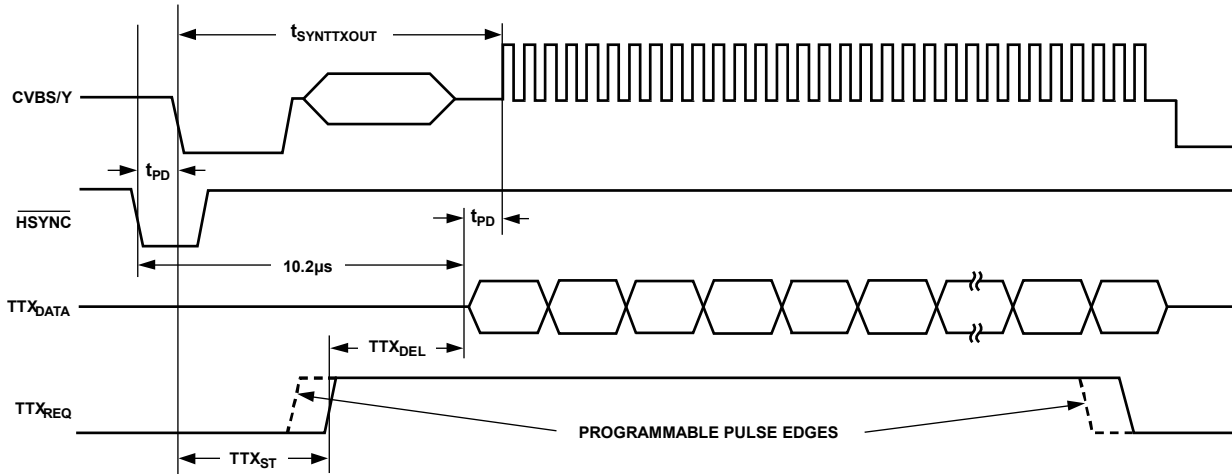 tSYNTTXOUT
CVBS/Y
tPD
HSYNC
tPD
10.2µs
TTXDATA
TTXDEL
TTXREQ
PROGRAMMABLE PULSE EDGES
TTXST